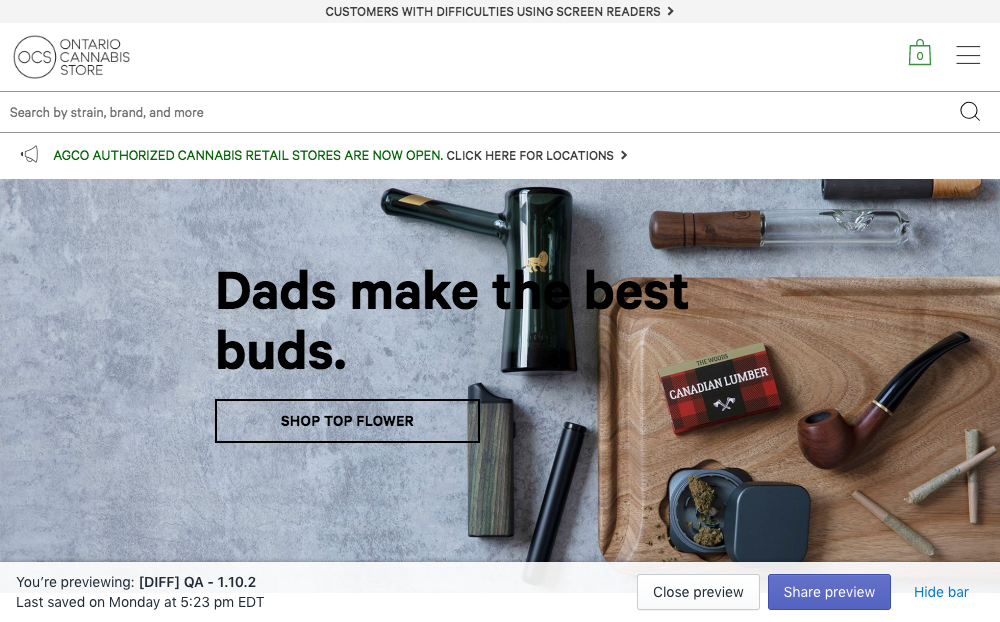 CUSTOMERS WITH DIFFICULTIES USING SCREEN READERS
OCS
ONTARIO
CANNABIS
STORE
0
Search by strain, brand, and more
AGCO AUTHORIZED CANNABIS RETAIL STORES ARE NOW OPEN. CLICK HERE FOR LOCATIONS
Dads make the best
buds.
SHOP TOP FLOWER
THE WOODS
CANADIAN LUMBER
You're previewing: [DIFF] QA - 1.10.2
Last saved on Monday at 5:23 pm EDT
Close preview
Share preview
Hide bar